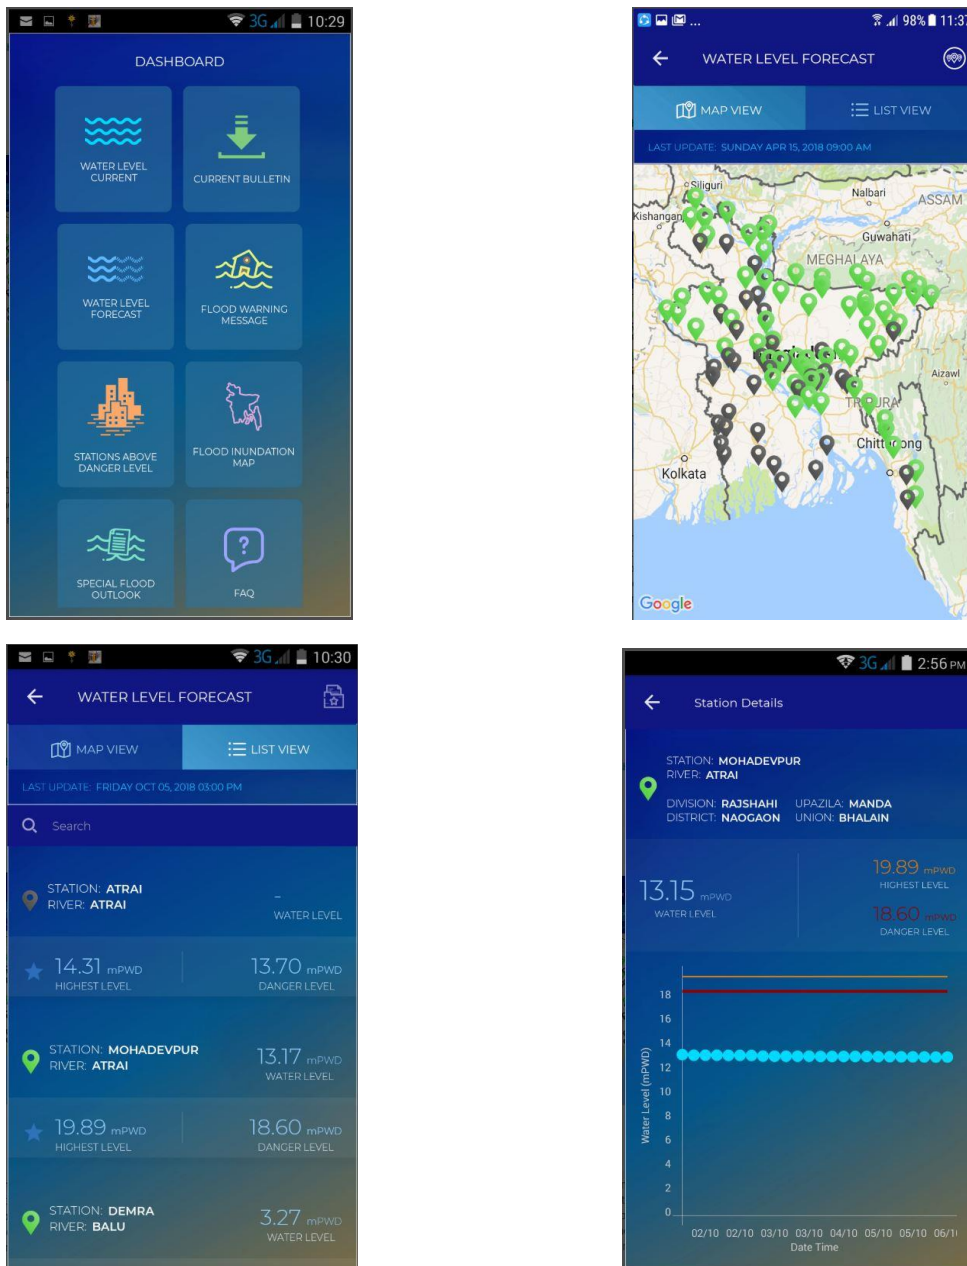 3G 10:29
DASHBOARD
WATER LEVEL
CURRENT
CURRENT BULLETIN
WATER LEVEL
FORECAST
FLOOD WARNING
MESSAGE
STATIONS ABOVE
DANGER LEVEL
FLOOD INUNDATION
MAP
SPECIAL FLOOD
OUTLOOK
?
FAQ
... 98% 11:37
WATER LEVEL FORECAST
MAP VIEW LIST VIEW
LAST UPDATE: SUNDAY APR 15, 2018 09:00 AM
Siliguri
Nalbari
ASSAM
Kishanganj
Guwahati
MEGHALAYA
Aizawl
TRIPURA
Kolkata
Google
3G 10:30
WATER LEVEL FORECAST
MAP VIEW LIST VIEW
LAST UPDATE: FRIDAY OCT 05, 2018 03:00 PM
Search
STATION: ATRAI
RIVER: ATRAI
-
WATER LEVEL
14.31 mPWD 13.70 mPWD
HIGHEST LEVEL DANGER LEVEL
STATION: MOHADEVPUR
RIVER: ATRAI
13.17 mPWD
WATER LEVEL
19.89 mPWD 18.60 mPWD
HIGHEST LEVEL DANGER LEVEL
STATION: DEMRA
RIVER: BALU
3.27 mPWD
WATER LEVEL
3G 2:56 PM
Station Details
STATION: MOHADEVPUR
RIVER: ATRAI
DIVISION: RAJSHAHI UPAZILA: MANDA
DISTRICT: NAOGAON UNION: BHALAIN
13.15 mPWD
WATER LEVEL
19.89 mPWD
HIGHEST LEVEL
18.60 mPWD
DANGER LEVEL
18
16
14
12
10
8
6
4
2
0
Water Level (mPWD)
02/10 02/10 03/10 03/10 04/10 05/10 05/10 06/1
Date Time